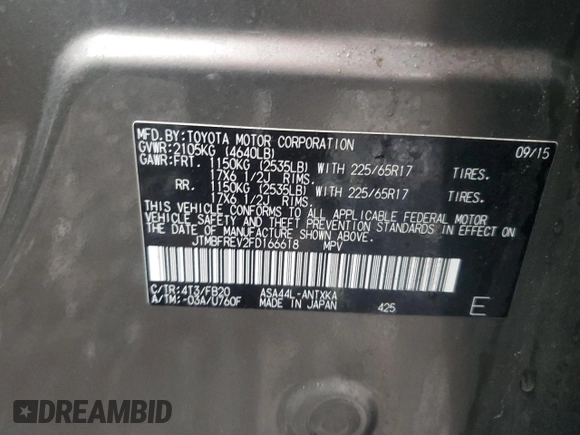 MFD.BY:TOYOTA MOTOR CORPORATION 09/15
GVWR:2105KG (4640LB)
GAWR:FRT. 1150KG (2535LB) WITH 225/65R17 TIRES.
17X6 1/2J RIMS.
RR. 1150KG (2535LB) WITH 225/65R17 TIRES.
17X6 1/2J RIMS.
THIS VEHICLE CONFORMS TO ALL APPLICABLE FEDERAL MOTOR
VEHICLE SAFETY AND THEFT PREVENTION STANDARDS IN EFFECT ON
THE DATE OF MANUFACTURE SHOWN ABOVE.
JTMBFREV2FD166618 MPV
C/TR:4T3/FB20 ASA44L-ANTXKA
A/TM:-03A/U760F MADE IN JAPAN 425 E
DREAMBID